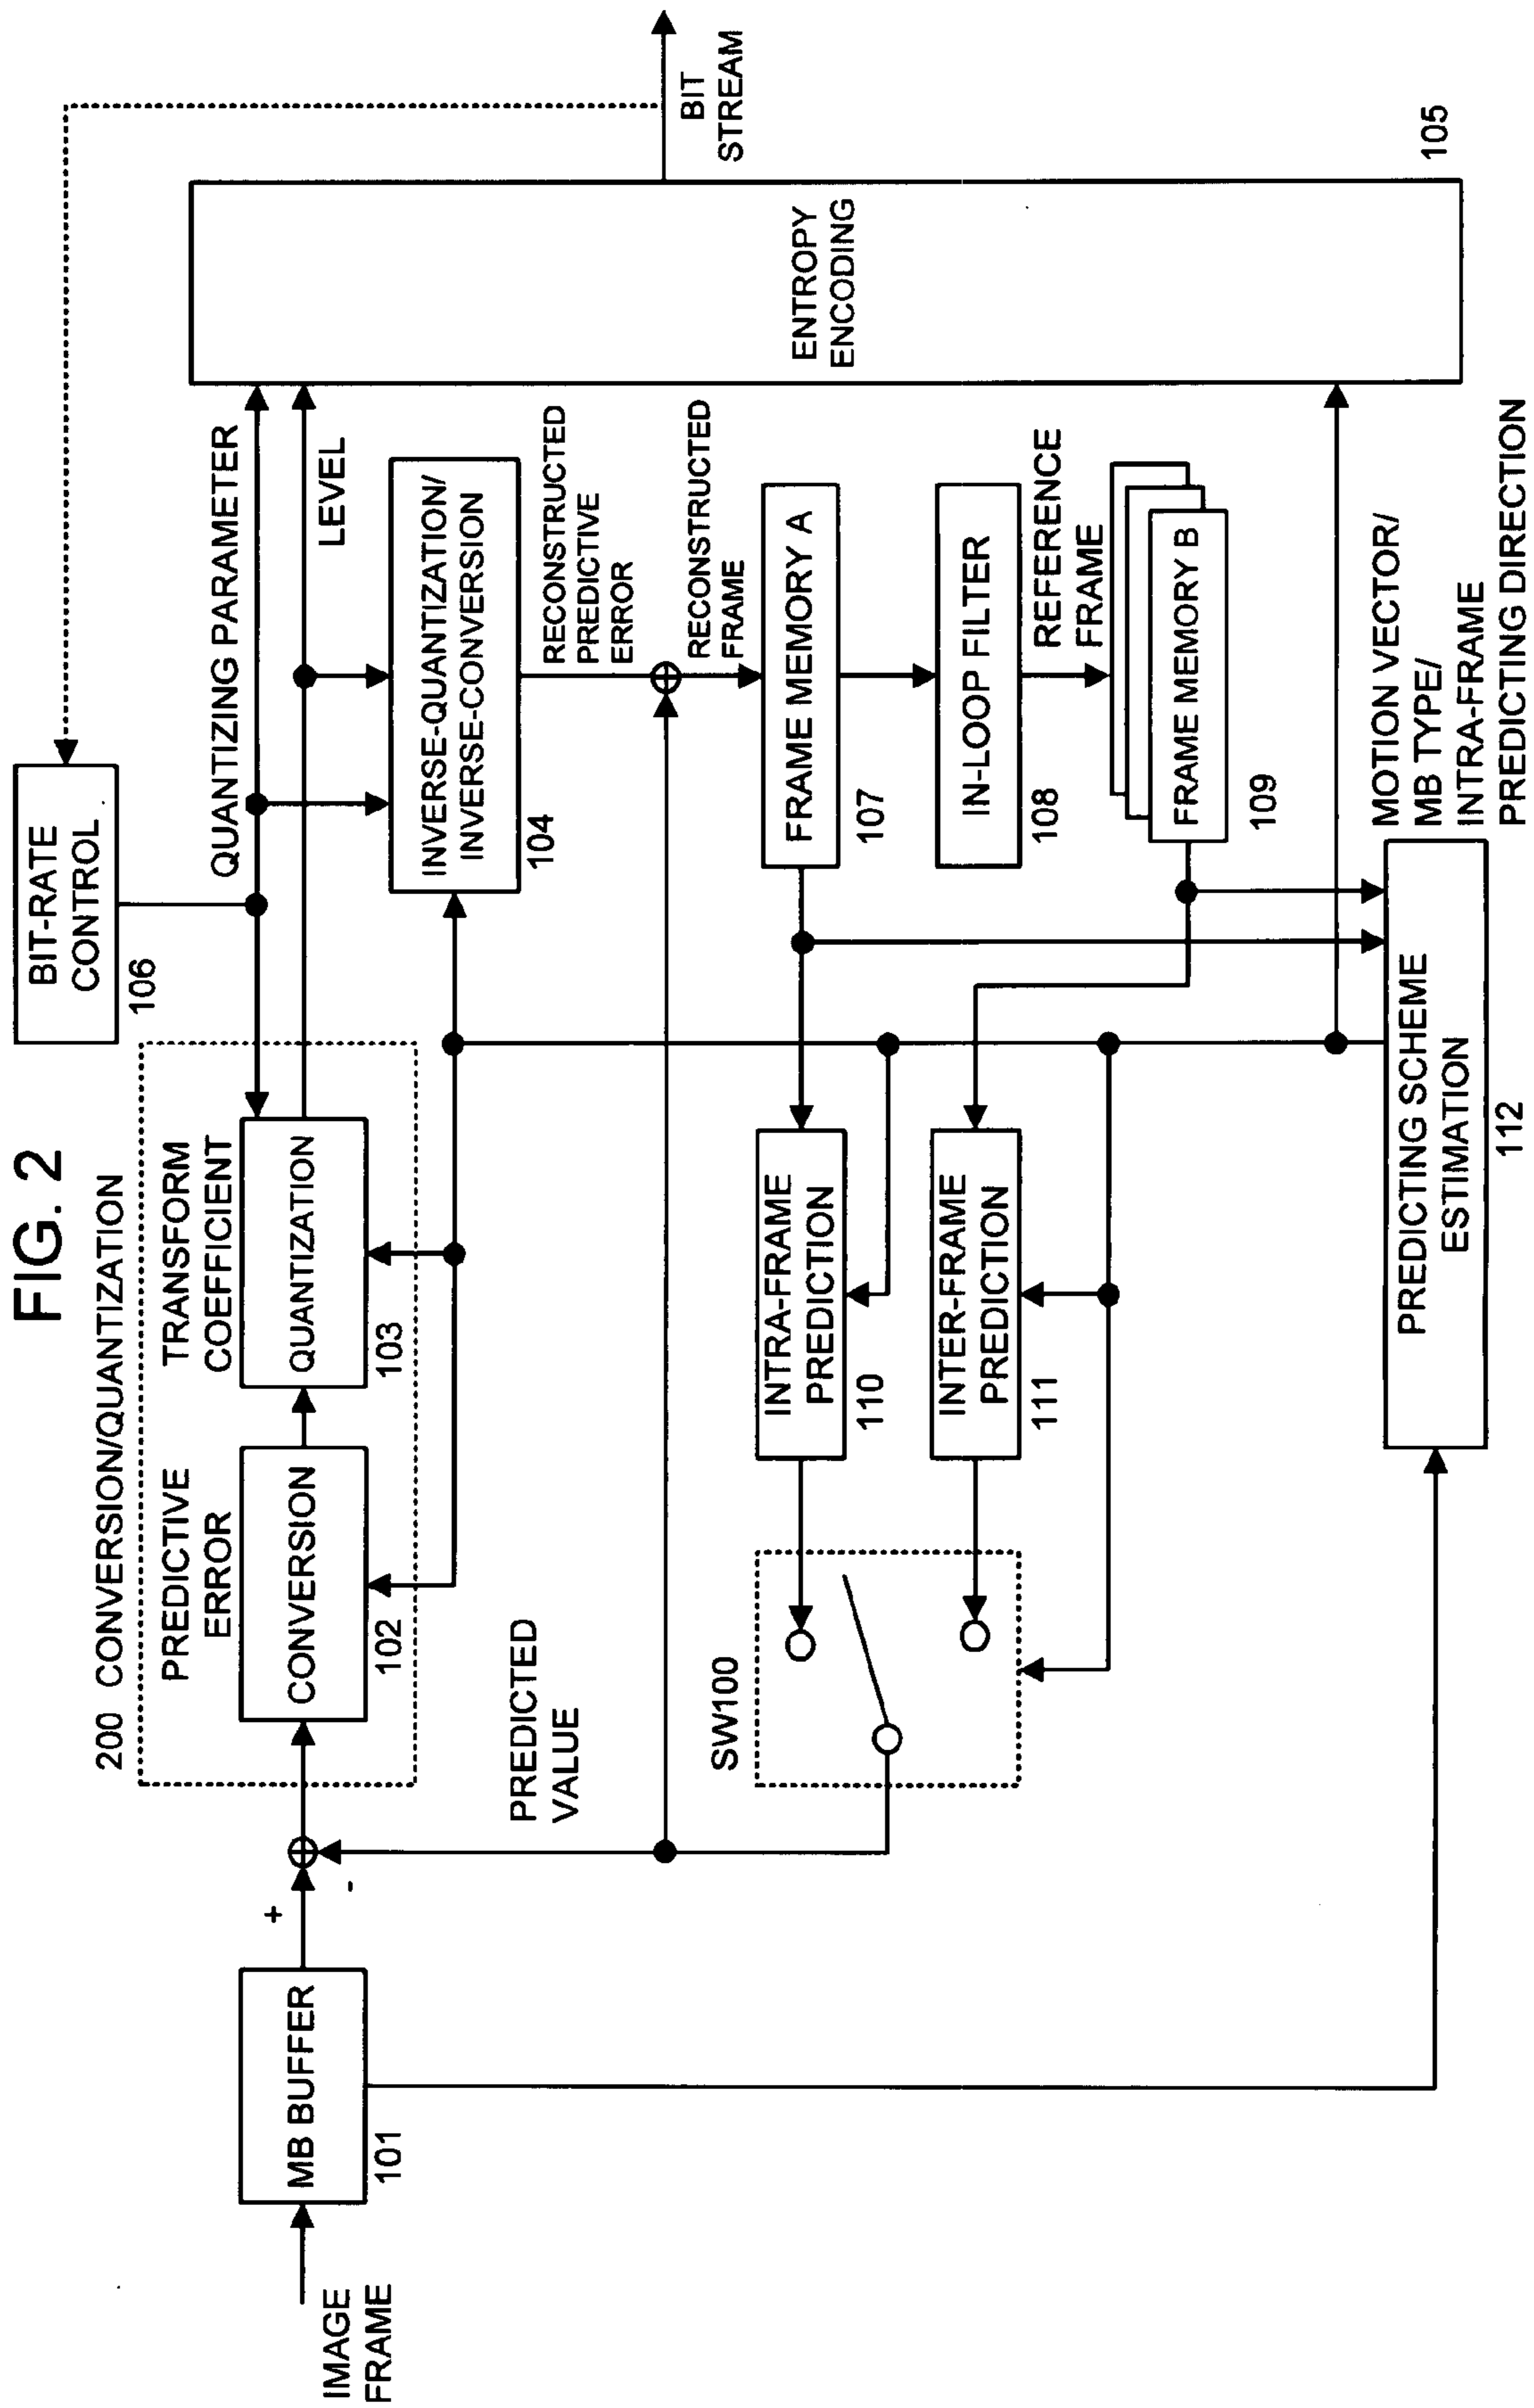 FIG. 2
200 CONVERSION/QUANTIZATION
BIT-RATE
CONTROL
106
IMAGE
FRAME
MB BUFFER
101
+
-
PREDICTIVE
ERROR
CONVERSION
102
TRANSFORM
COEFFICIENT
QUANTIZATION
103
QUANTIZING PARAMETER
LEVEL
INVERSE-QUANTIZATION/
INVERSE-CONVERSION
104
RECONSTRUCTED
PREDICTIVE
ERROR
RECONSTRUCTED
FRAME
PREDICTED
VALUE
SW100
INTRA-FRAME
PREDICTION
110
INTER-FRAME
PREDICTION
111
FRAME MEMORY A
107
IN-LOOP FILTER
108
REFERENCE
FRAME
FRAME MEMORY B
109
PREDICTING SCHEME
ESTIMATION
112
MOTION VECTOR/
MB TYPE/
INTRA-FRAME
PREDICTING DIRECTION
ENTROPY
ENCODING
105
BIT
STREAM